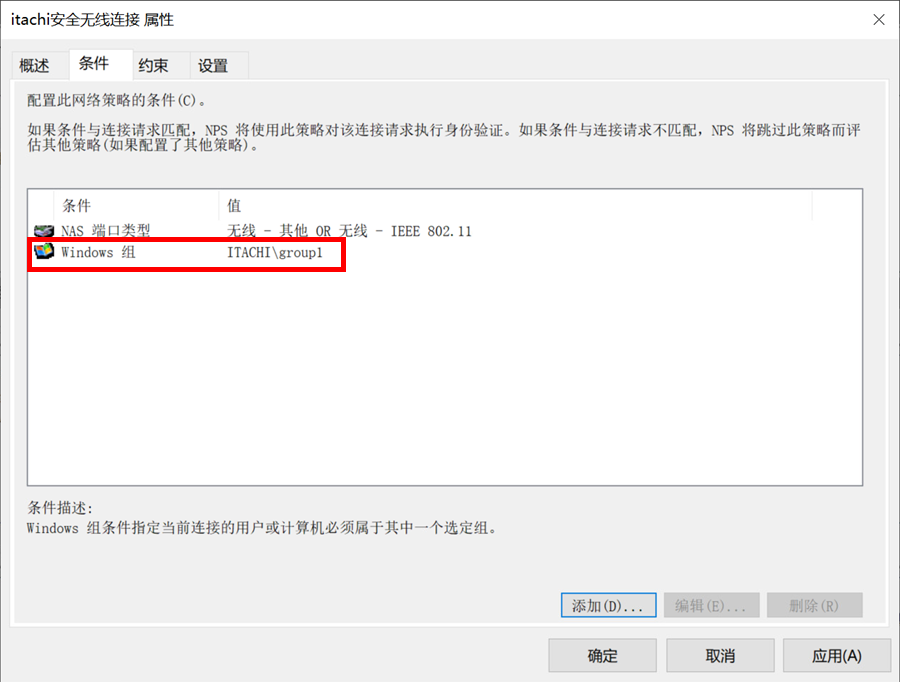 itachi安全无线连接 属性
概述 条件 约束 设置
配置此网络策略的条件(C)。
如果条件与连接请求匹配，NPS 将使用此策略对该连接请求执行身份验证。如果条件与连接请求不匹配，NPS 将跳过此策略而评
估其他策略(如果配置了其他策略)。
条件 值
NAS 端口类型 无线 - 其他 OR 无线 - IEEE 802.11
Windows 组 ITACHI\group1
条件描述:
Windows 组条件指定当前连接的用户或计算机必须属于其中一个选定组。
添加(D)... 编辑(E)... 删除(R)
确定 取消 应用(A)